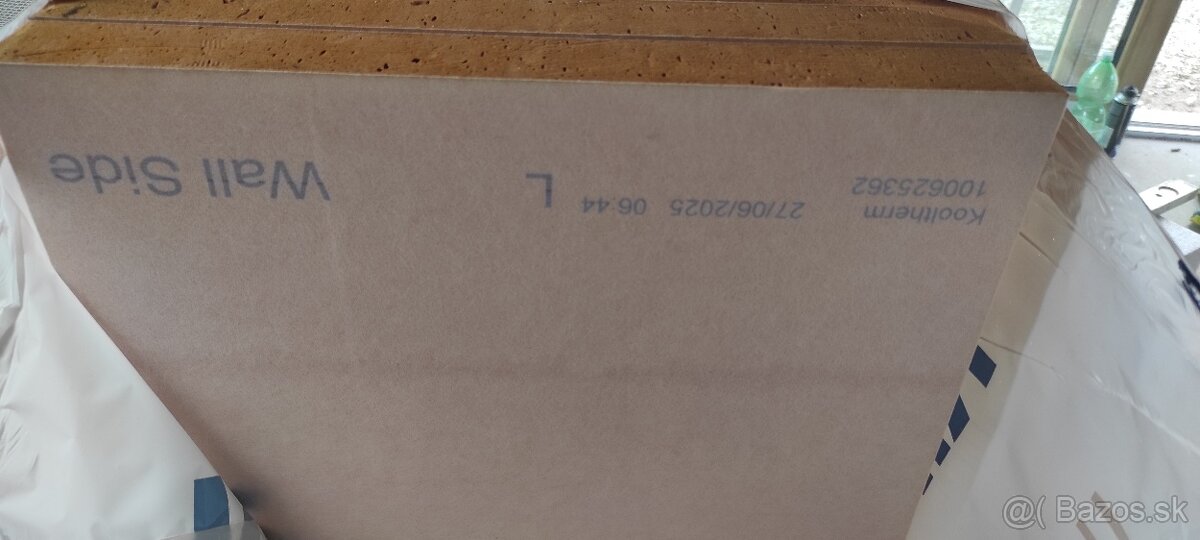 Kooltherm 27/06/2025 06:44 L Wall Side
100625362
@( Bazos.sk